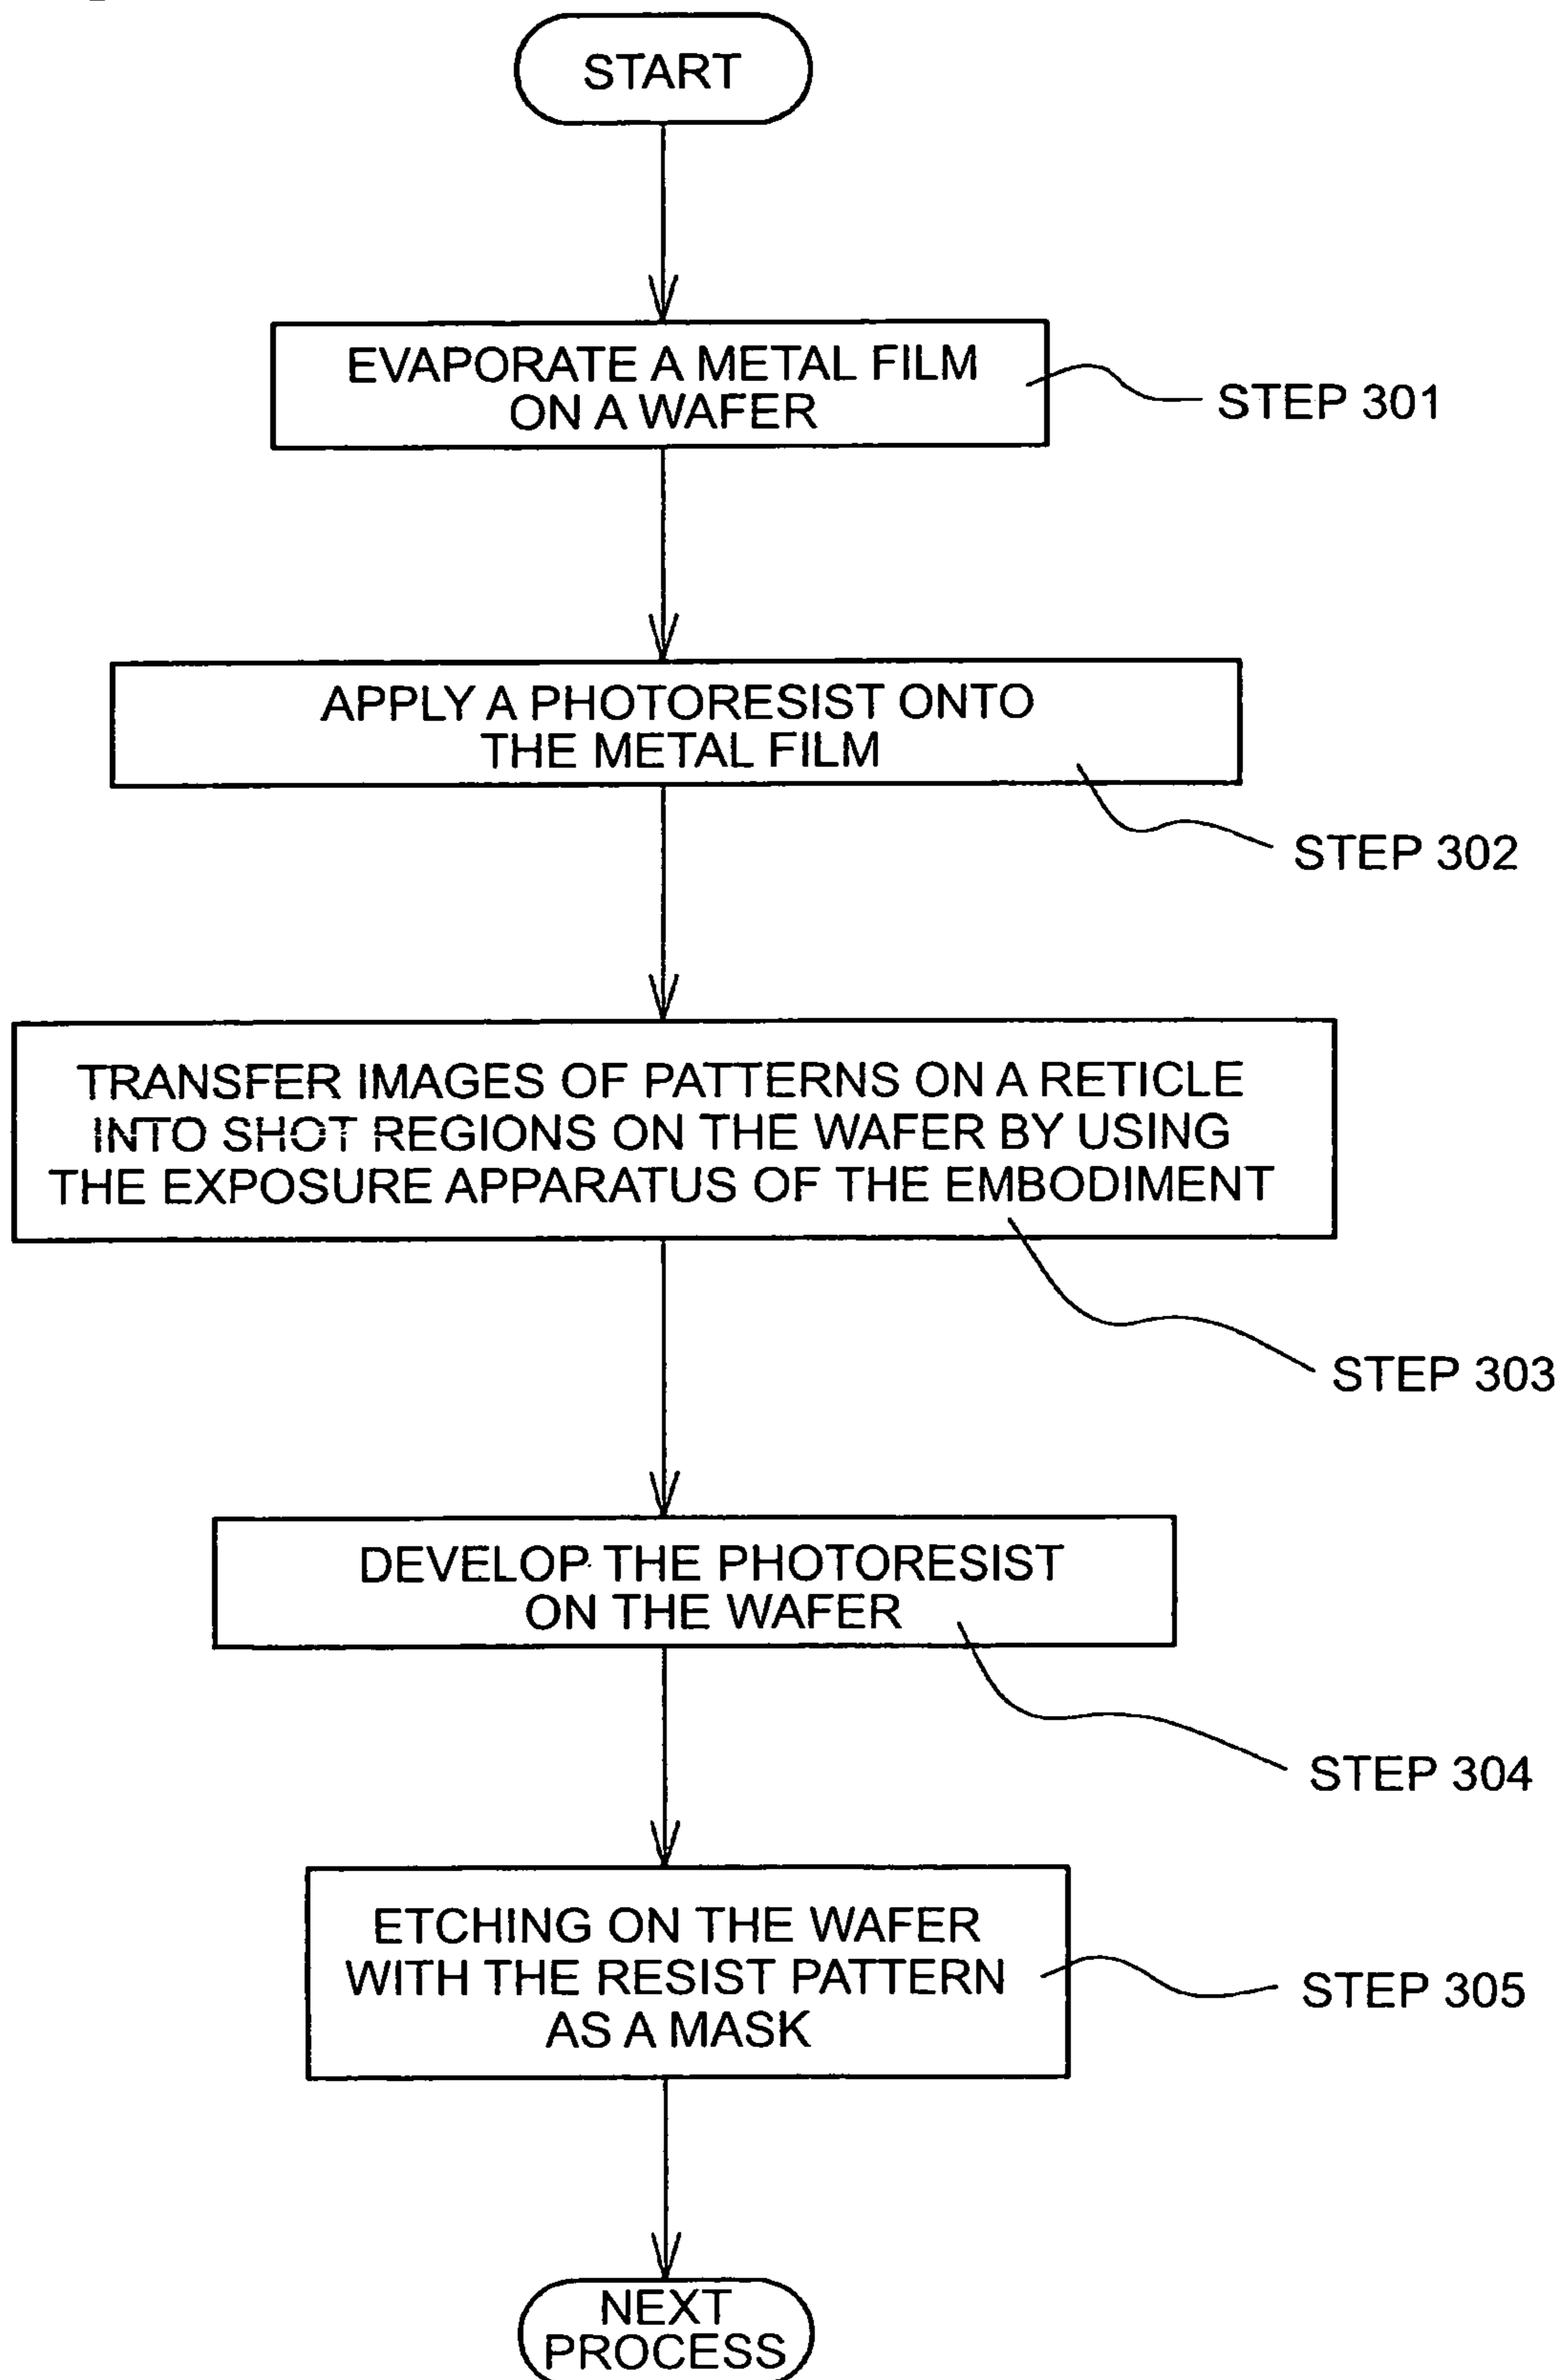 START
EVAPORATE A METAL FILM
ON A WAFER
STEP 301
APPLY A PHOTORESIST ONTO
THE METAL FILM
STEP 302
TRANSFER IMAGES OF PATTERNS ON A RETICLE
INTO SHOT REGIONS ON THE WAFER BY USING
THE EXPOSURE APPARATUS OF THE EMBODIMENT
STEP 303
DEVELOP THE PHOTORESIST
ON THE WAFER
STEP 304
ETCHING ON THE WAFER
WITH THE RESIST PATTERN
AS A MASK
STEP 305
NEXT
PROCESS